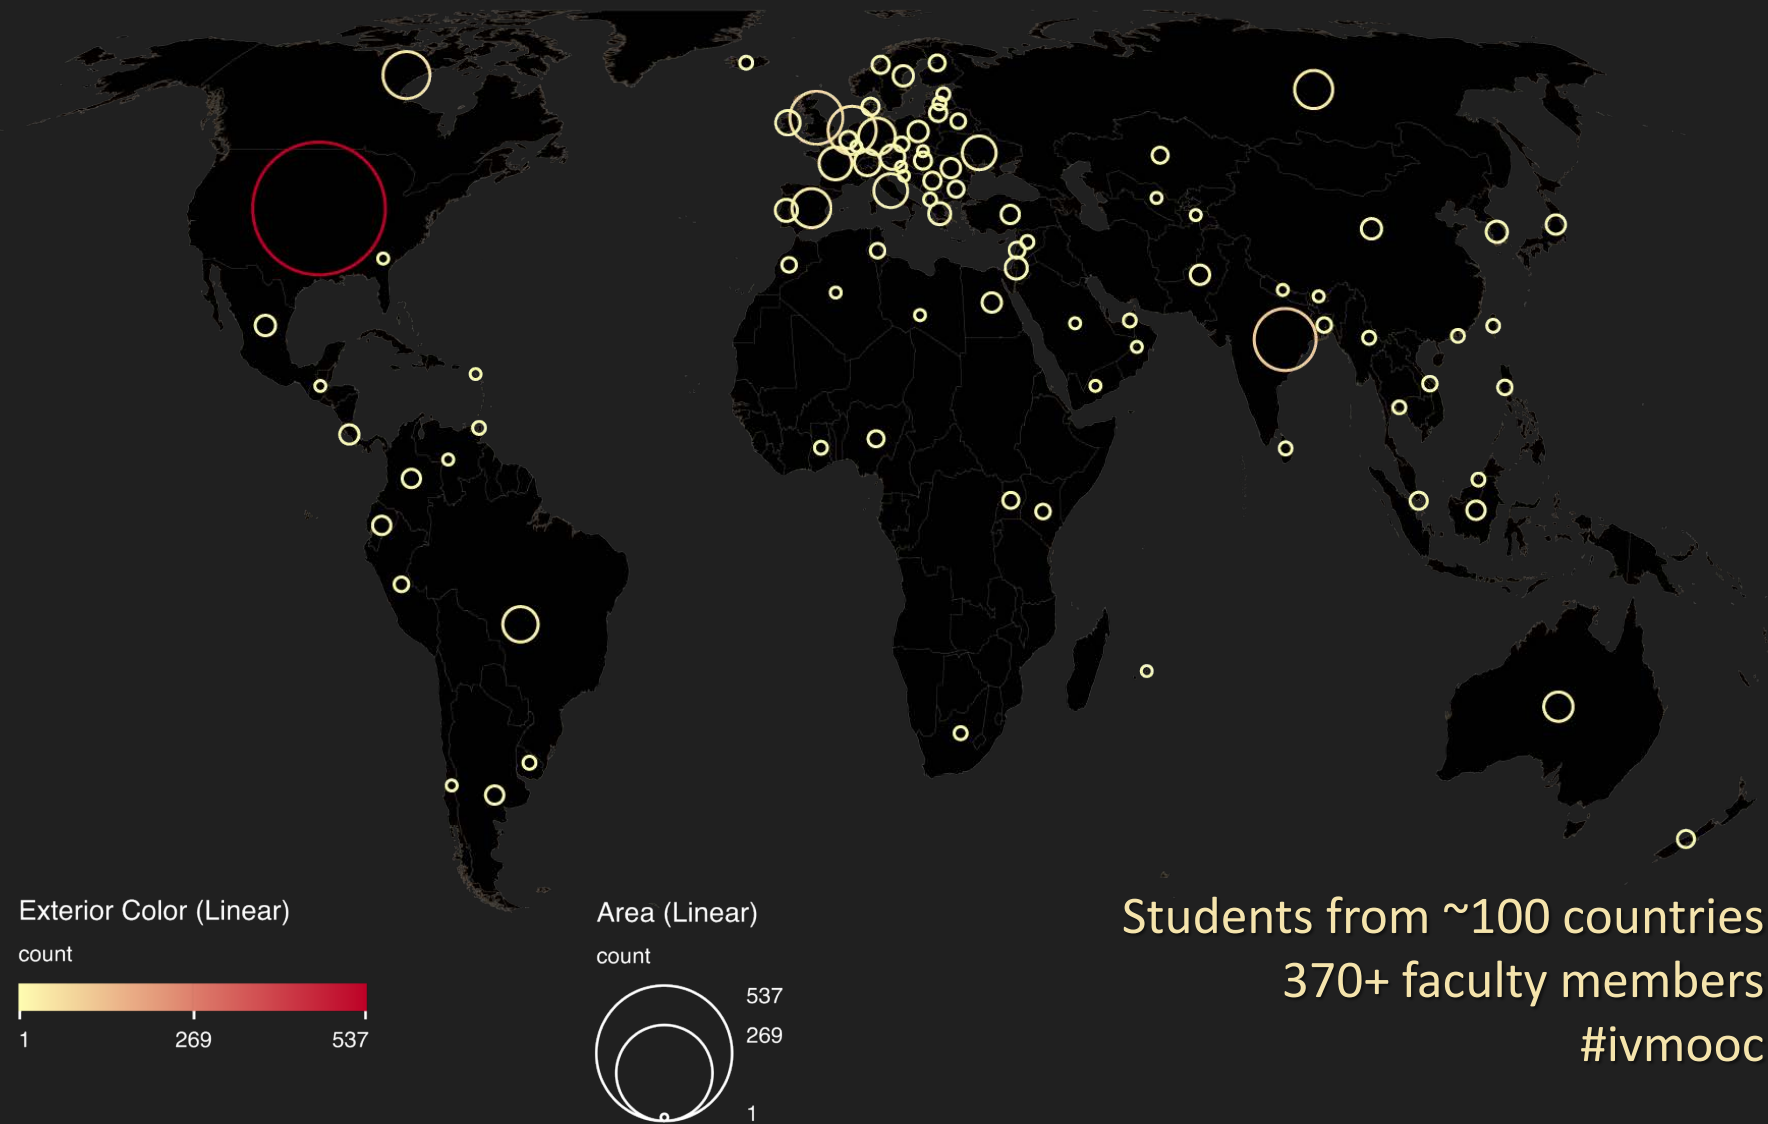 Exterior Color (Linear)
count
1 269 537
Area (Linear)
count
537
269
1
Students from ~100 countries
370+ faculty members
#ivmooc